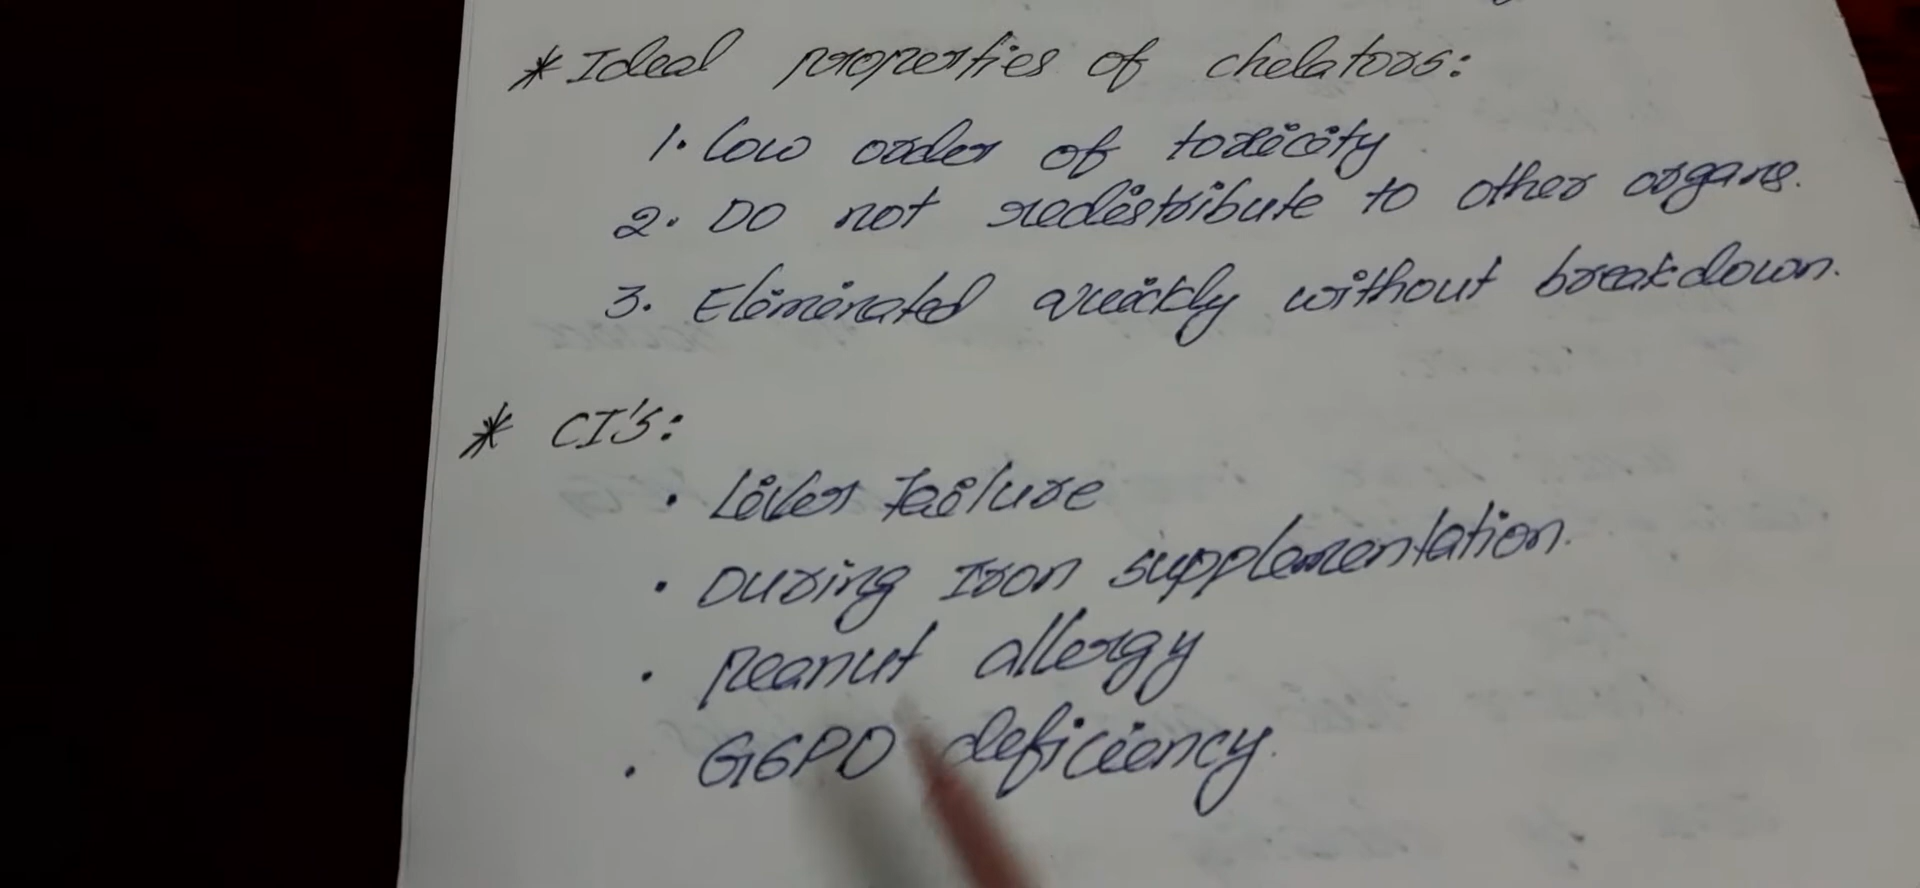 * Ideal properties of chelators:
1. Low order of toxicity
2. Do not redistribute to other organs.
3. Eliminated quickly without breakdown.
* CI's:
• Liver Failure
• During Iron supplementation.
• Peanut allergy
• G6PD deficiency.